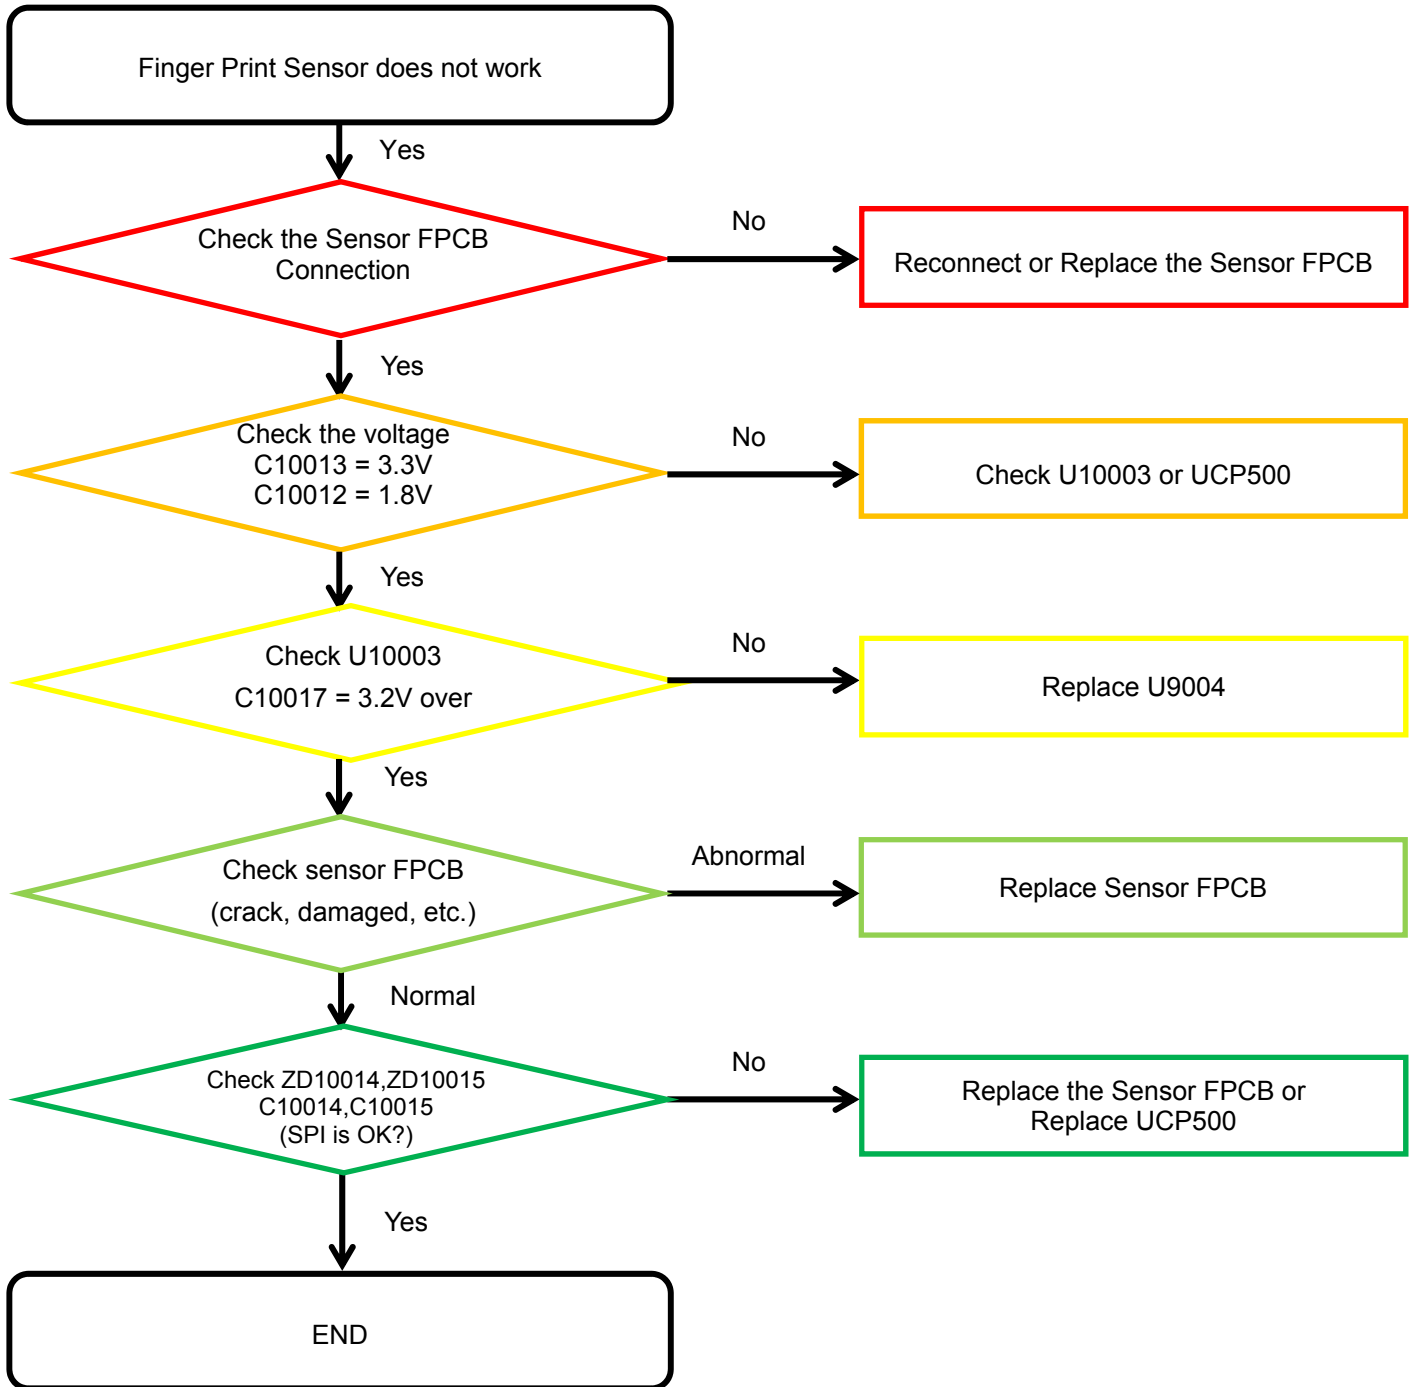 Finger Print Sensor does not work
Yes
Check the Sensor FPCB
Connection
No
Reconnect or Replace the Sensor FPCB
Yes
Check the voltage
C10013 = 3.3V
C10012 = 1.8V
No
Check U10003 or UCP500
Yes
Check U10003
C10017 = 3.2V over
No
Replace U9004
Yes
Check sensor FPCB
(crack, damaged, etc.)
Abnormal
Replace Sensor FPCB
Normal
Check ZD10014,ZD10015
C10014,C10015
(SPI is OK?)
No
Replace the Sensor FPCB or
Replace UCP500
Yes
END